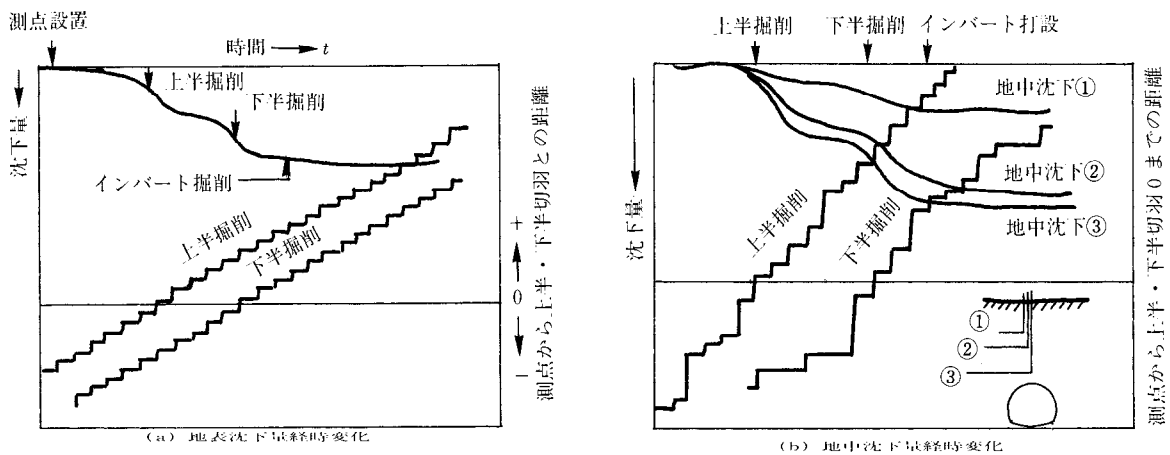 測点設置
時間 → t
沈下量
上半掘削
下半掘削
インバート掘削
上半掘削
下半掘削
＋
0
－
測点から上半・下半切羽との距離
(a) 地表沈下量経時変化
上半掘削
下半掘削
インバート打設
沈下量
地中沈下①
地中沈下②
地中沈下③
上半掘削
下半掘削
①
②
③
測点から上半・下半切羽0までの距離
(b) 地中沈下量経時変化